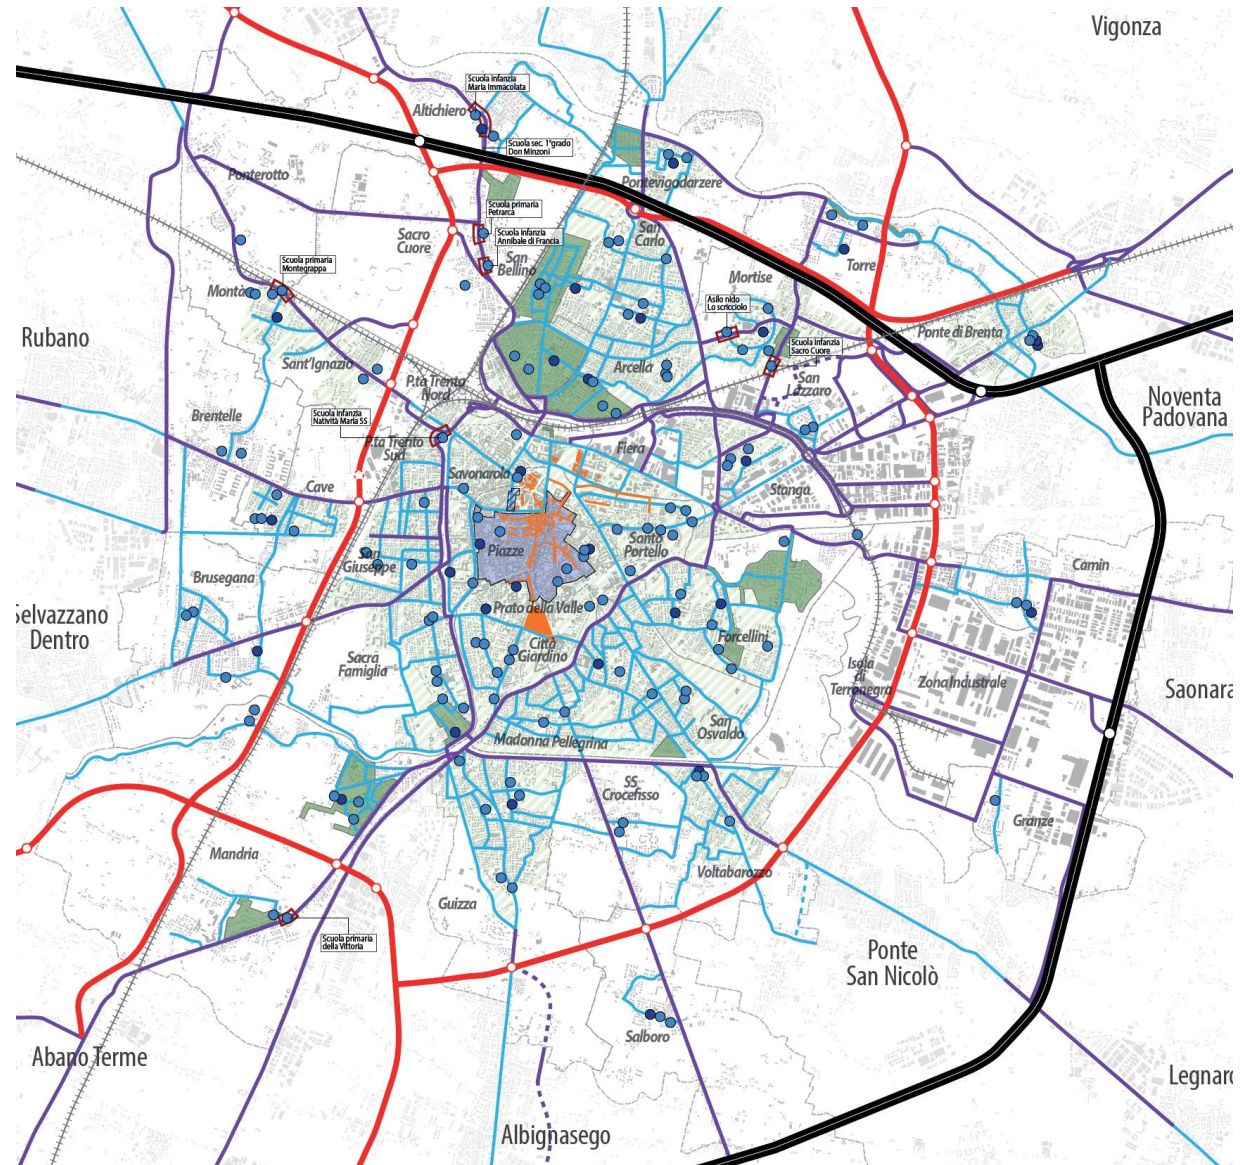 Vigonza
Scuola infanzia
Maria Immacolata
Altichiero
Scuola sec. 1°grado
Don Minzoni
Pontevigodarzere
Ponterotto
Scuola primaria
Petrarca
Sacro
Cuore
Scuola infanzia
Annibale di Francia
San
Carlo
San
Bellino
Scuola primaria
Montegrappa
Torre
Mortise
Montà
Asilo nido
Lo scricciolo
Rubano
Ponte di Brenta
Scuola infanzia
Sacro Cuore
Sant'Ignazio
Arcella
San
Lazzaro
P.ta Trento
Nord
Noventa
Padovana
Brentelle
Scuola infanzia
Natività Maria SS
P.ta Trento
Sud
Fiera
Savonarola
Cave
Stanga
Santo
Portello
Piazze
San
Giuseppe
Camin
Brusegana
Selvazzano
Dentro
Prato della Valle
Forcellini
Città
Giardino
Sacra
Famiglia
Isola
di
Terranegra
Zona Industrale
Saonara
San
Osvaldo
Madonna Pellegrina
SS
Crocefisso
Granze
Mandria
Voltabarozzo
Guizza
Scuola primaria
della Vittoria
Ponte
San Nicolò
Salboro
Abano Terme
Legnaro
Albignasego